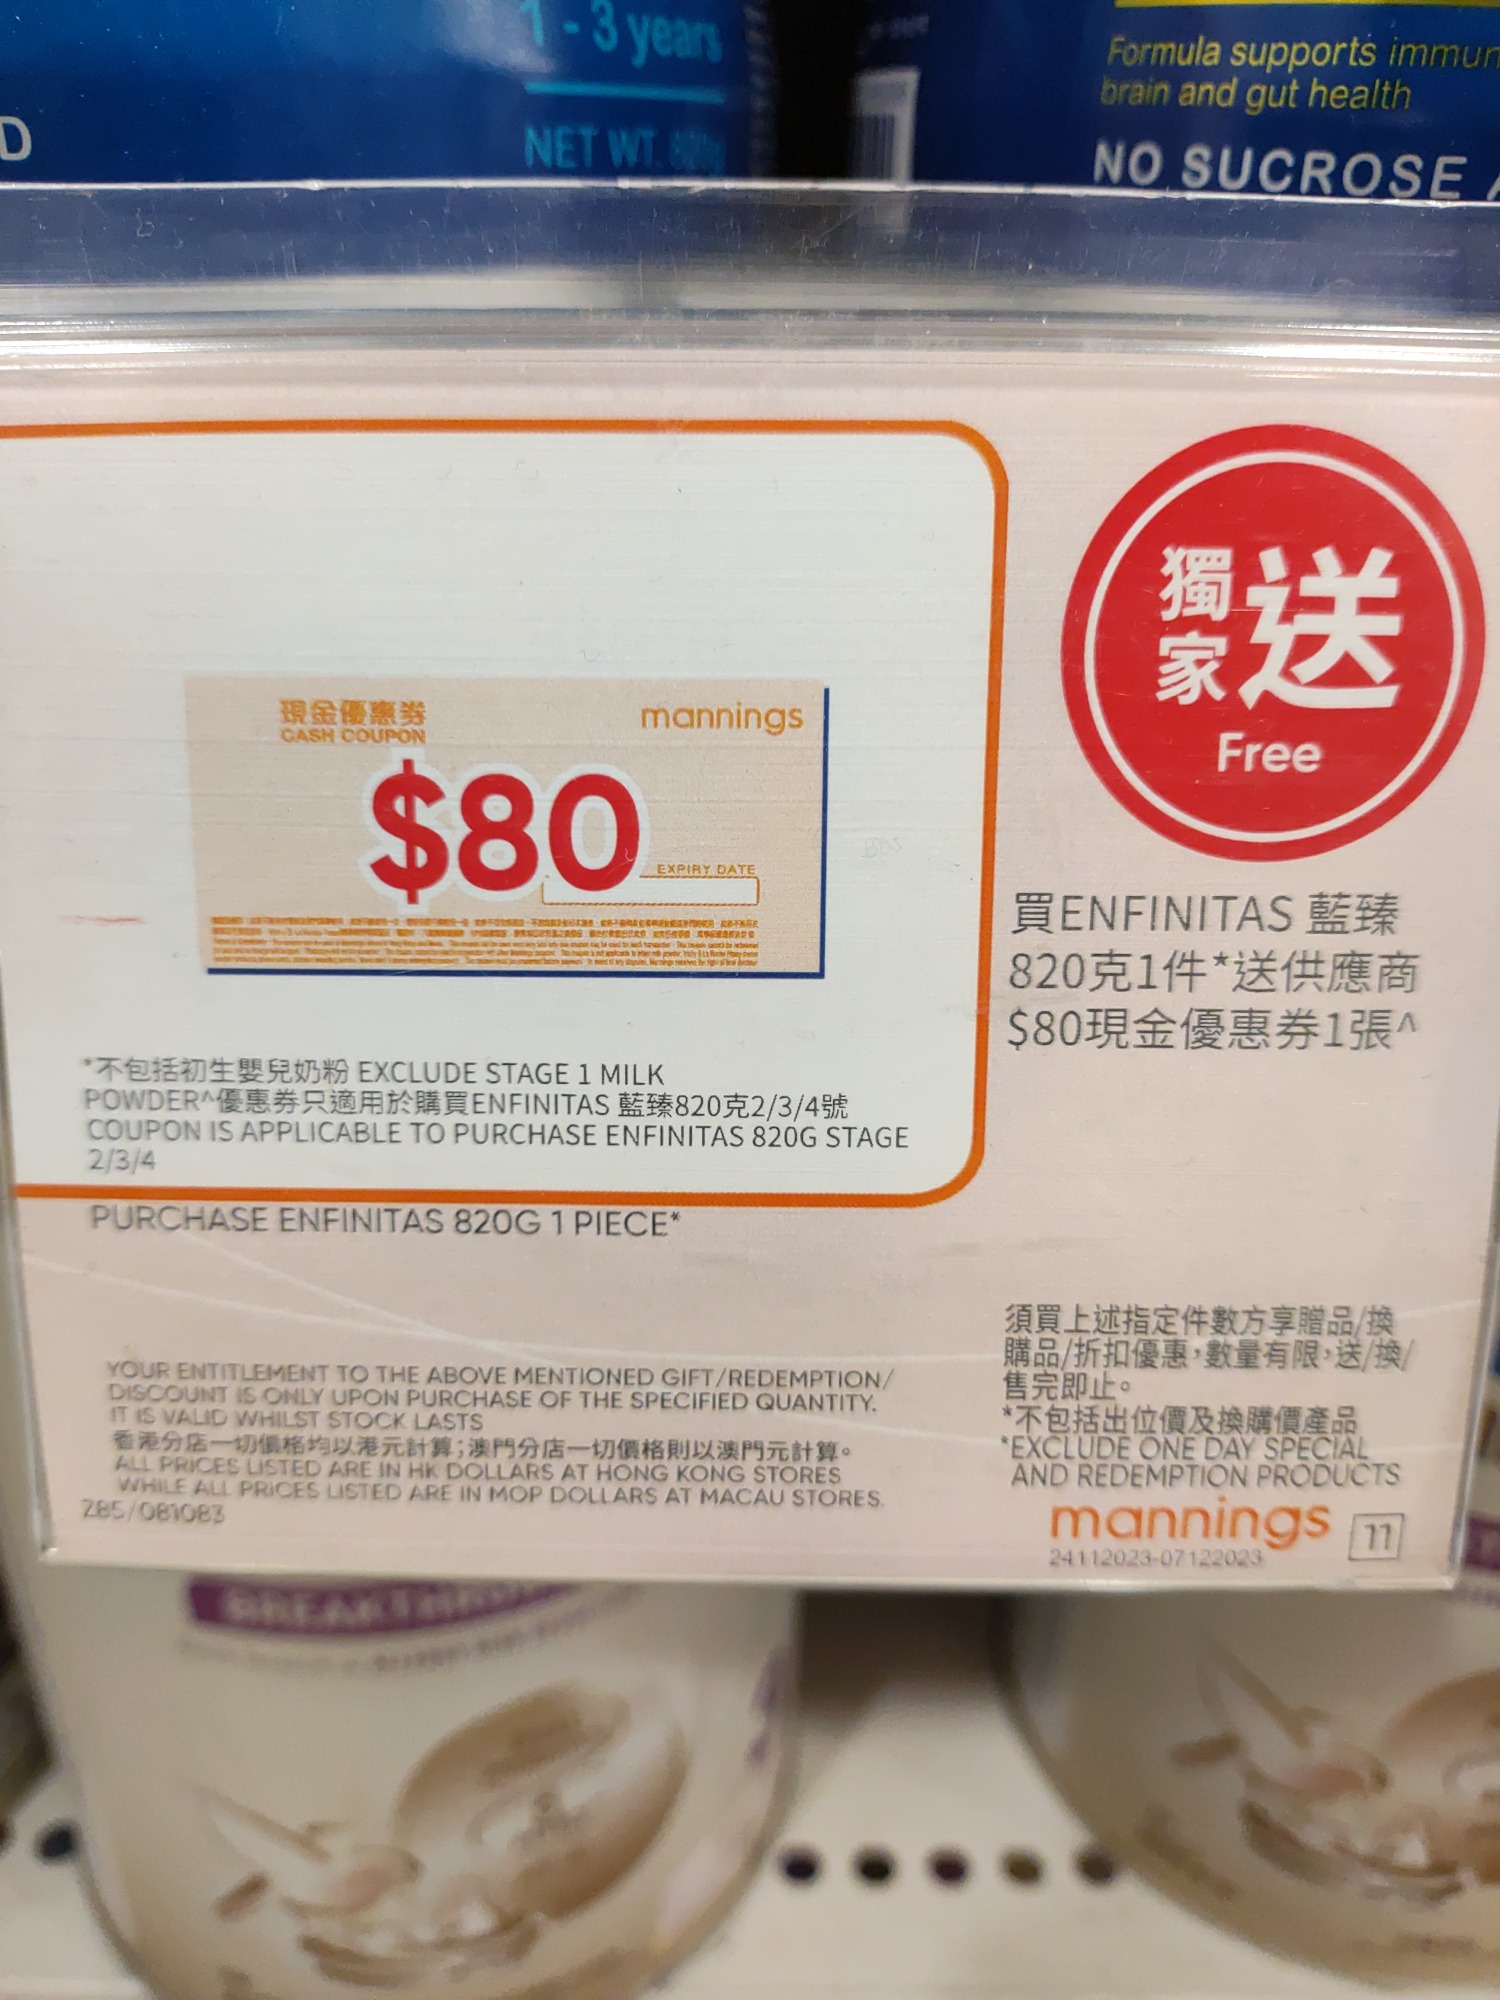 1 - 3 years
NET WT.
D
Formula supports immun
brain and gut health
NO SUCROSE
現金優惠券
CASH COUPON
mannings
$80
EXPIRY DATE
獨家送
Free
買ENFINITAS 藍臻
820克1件*送供應商
$80現金優惠券1張^
*不包括初生嬰兒奶粉 EXCLUDE STAGE 1 MILK
POWDER^優惠券只適用於購買ENFINITAS 藍臻820克2/3/4號
COUPON IS APPLICABLE TO PURCHASE ENFINITAS 820G STAGE
2/3/4
PURCHASE ENFINITAS 820G 1 PIECE*
YOUR ENTITLEMENT TO THE ABOVE MENTIONED GIFT/REDEMPTION/
DISCOUNT IS ONLY UPON PURCHASE OF THE SPECIFIED QUANTITY.
IT IS VALID WHILST STOCK LASTS
香港分店一切價格均以港元計算；澳門分店一切價格則以澳門元計算。
ALL PRICES LISTED ARE IN HK DOLLARS AT HONG KONG STORES
WHILE ALL PRICES LISTED ARE IN MOP DOLLARS AT MACAU STORES.
Z85/081083
須買上述指定件數方享贈品/換
購品/折扣優惠，數量有限，送/換/
售完即止。
*不包括出位價及換購價產品
*EXCLUDE ONE DAY SPECIAL
AND REDEMPTION PRODUCTS
mannings
11
24112023-07122023